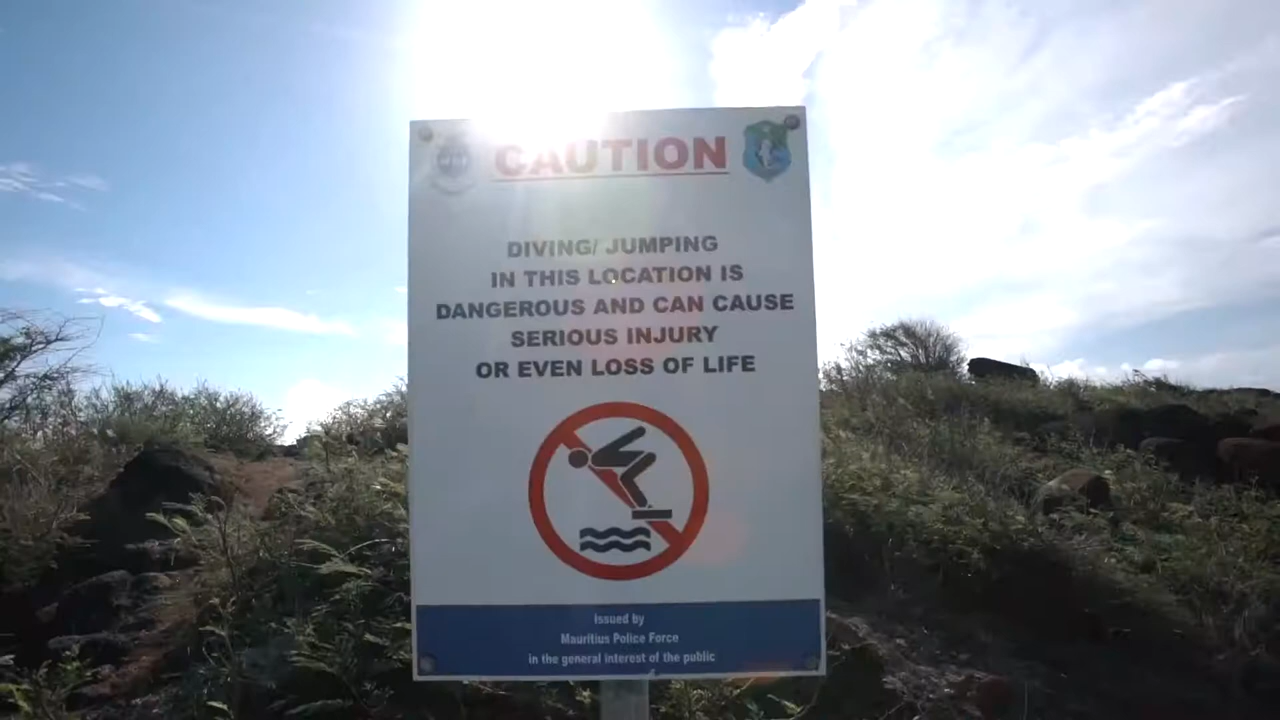 CAUTION
DIVING/ JUMPING
IN THIS LOCATION IS
DANGEROUS AND CAN CAUSE
SERIOUS INJURY
OR EVEN LOSS OF LIFE
Issued by
Mauritius Police Force
in the general interest of the public